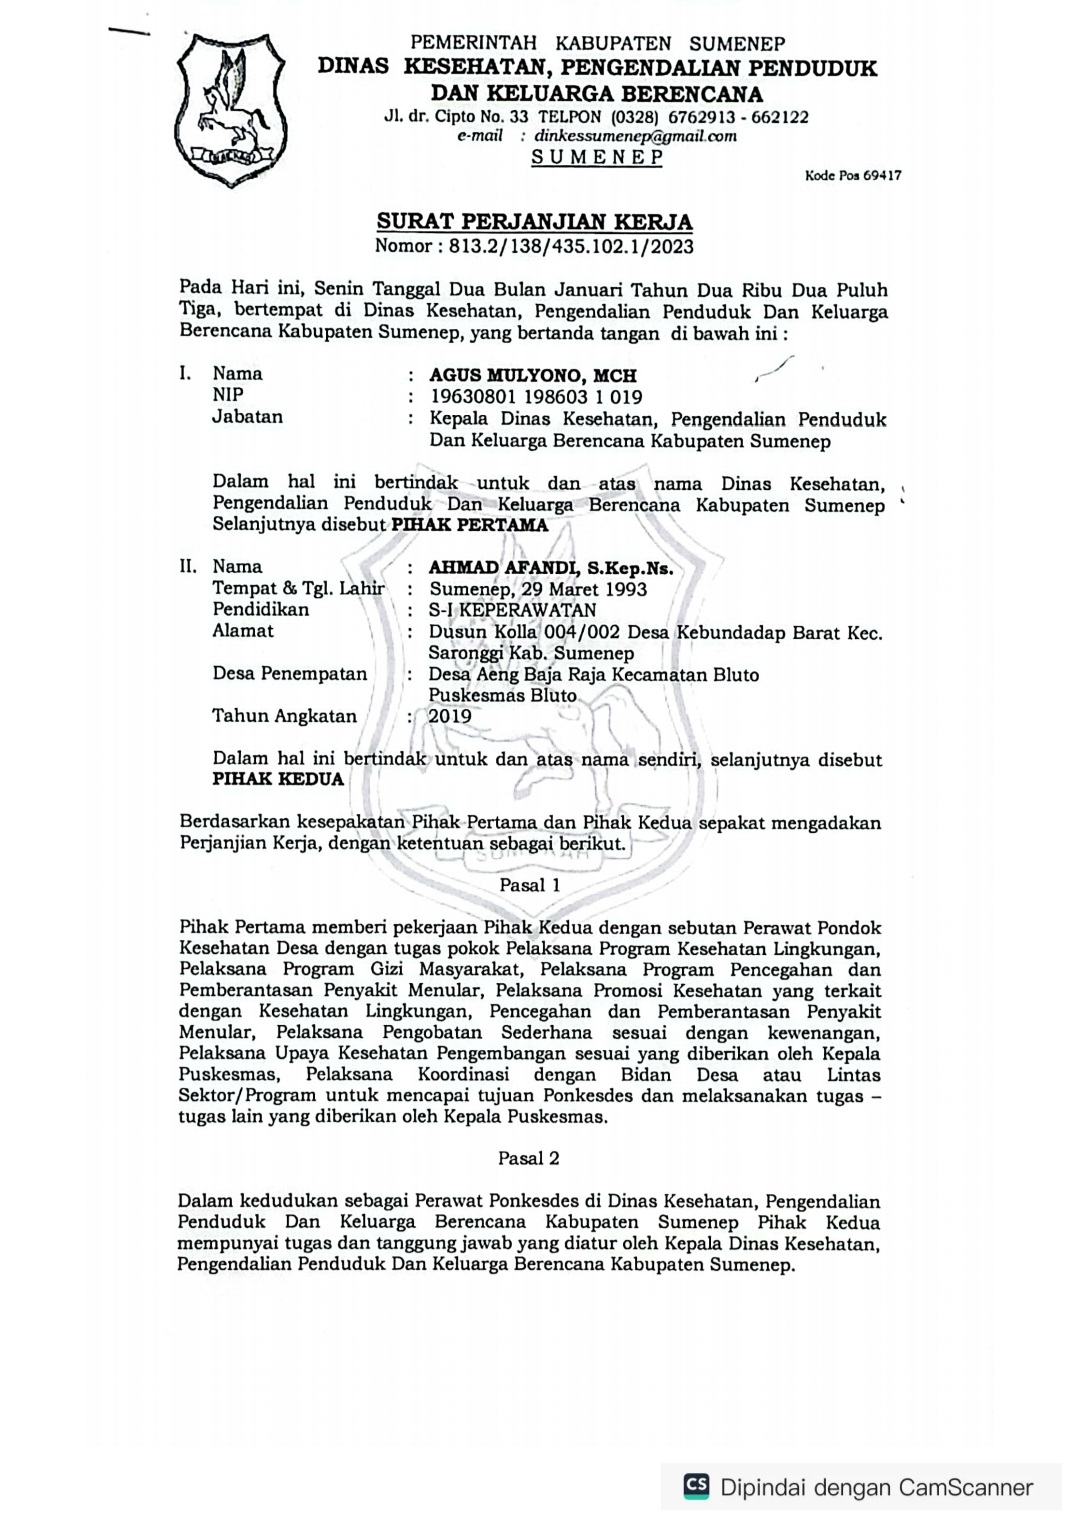 PEMERINTAH KABUPATEN SUMENEP
DINAS KESEHATAN, PENGENDALIAN PENDUDUK
DAN KELUARGA BERENCANA
Jl. dr. Cipto No. 33 TELPON (0328) 6762913 - 662122
e-mail : dinkessumenep@gmail.com
SUMENEP
Kode Pos 69417
SURAT PERJANJIAN KERJA
Nomor : 813.2/138/435.102.1/2023
Pada Hari ini, Senin Tanggal Dua Bulan Januari Tahun Dua Ribu Dua Puluh
Tiga, bertempat di Dinas Kesehatan, Pengendalian Penduduk Dan Keluarga
Berencana Kabupaten Sumenep, yang bertanda tangan di bawah ini :
I. Nama : AGUS MULYONO, MCH
NIP : 19630801 198603 1 019
Jabatan : Kepala Dinas Kesehatan, Pengendalian Penduduk
Dan Keluarga Berencana Kabupaten Sumenep
Dalam hal ini bertindak untuk dan atas nama Dinas Kesehatan,
Pengendalian Penduduk Dan Keluarga Berencana Kabupaten Sumenep
Selanjutnya disebut PIHAK PERTAMA
II. Nama : AHMAD AFANDI, S.Kep.Ns.
Tempat & Tgl. Lahir : Sumenep, 29 Maret 1993
Pendidikan : S-I KEPERAWATAN
Alamat : Dusun Kolla 004/002 Desa Kebundadap Barat Kec.
Saronggi Kab. Sumenep
Desa Penempatan : Desa Aeng Baja Raja Kecamatan Bluto
Puskesmas Bluto
Tahun Angkatan : 2019
Dalam hal ini bertindak untuk dan atas nama sendiri, selanjutnya disebut
PIHAK KEDUA
Berdasarkan kesepakatan Pihak Pertama dan Pihak Kedua sepakat mengadakan
Perjanjian Kerja, dengan ketentuan sebagai berikut.
Pasal 1
Pihak Pertama memberi pekerjaan Pihak Kedua dengan sebutan Perawat Pondok
Kesehatan Desa dengan tugas pokok Pelaksana Program Kesehatan Lingkungan,
Pelaksana Program Gizi Masyarakat, Pelaksana Program Pencegahan dan
Pemberantasan Penyakit Menular, Pelaksana Promosi Kesehatan yang terkait
dengan Kesehatan Lingkungan, Pencegahan dan Pemberantasan Penyakit
Menular, Pelaksana Pengobatan Sederhana sesuai dengan kewenangan,
Pelaksana Upaya Kesehatan Pengembangan sesuai yang diberikan oleh Kepala
Puskesmas, Pelaksana Koordinasi dengan Bidan Desa atau Lintas
Sektor/Program untuk mencapai tujuan Ponkesdes dan melaksanakan tugas –
tugas lain yang diberikan oleh Kepala Puskesmas.
Pasal 2
Dalam kedudukan sebagai Perawat Ponkesdes di Dinas Kesehatan, Pengendalian
Penduduk Dan Keluarga Berencana Kabupaten Sumenep Pihak Kedua
mempunyai tugas dan tanggung jawab yang diatur oleh Kepala Dinas Kesehatan,
Pengendalian Penduduk Dan Keluarga Berencana Kabupaten Sumenep.
CS Dipindai dengan CamScanner